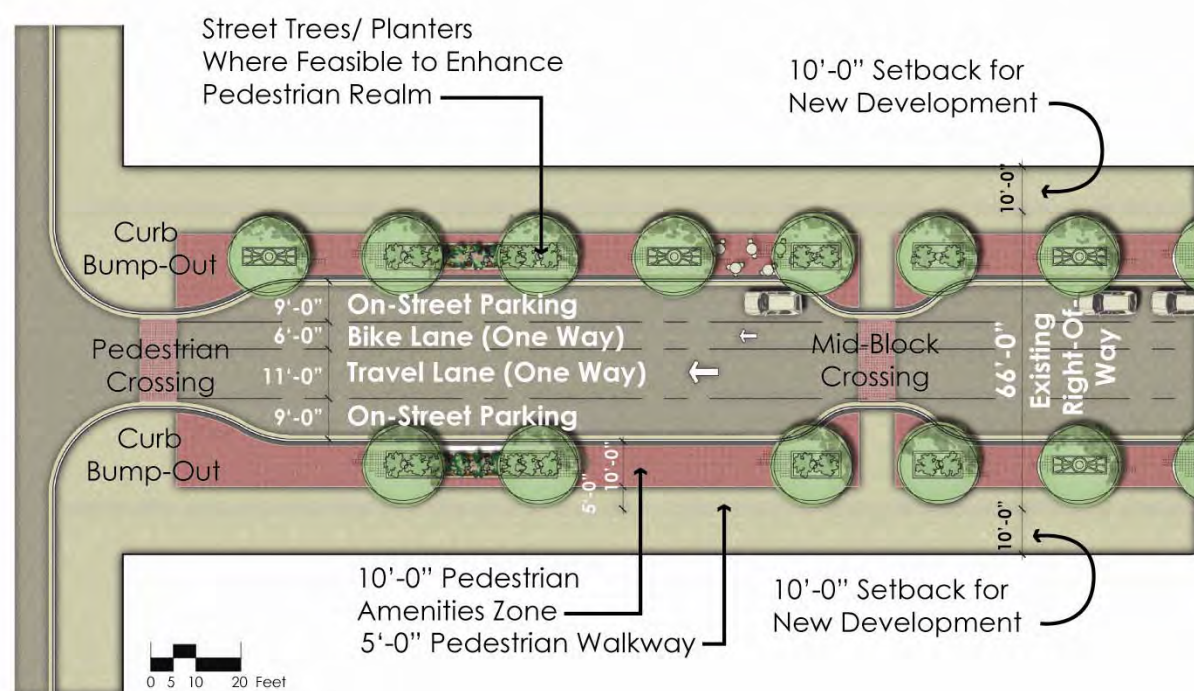 Street Trees/ Planters
Where Feasible to Enhance
Pedestrian Realm
10'-0" Setback for
New Development
10'-0"
Curb
Bump-Out
9'-0" On-Street Parking
6'-0" Bike Lane (One Way)
11'-0" Travel Lane (One Way)
9'-0" On-Street Parking
Pedestrian
Crossing
Mid-Block
Crossing
66'-0"
Existing
Right-Of-
Way
Curb
Bump-Out
5'-0"
10'-0"
10'-0"
10'-0" Pedestrian
Amenities Zone
5'-0" Pedestrian Walkway
10'-0" Setback for
New Development
0 5 10 20 Feet